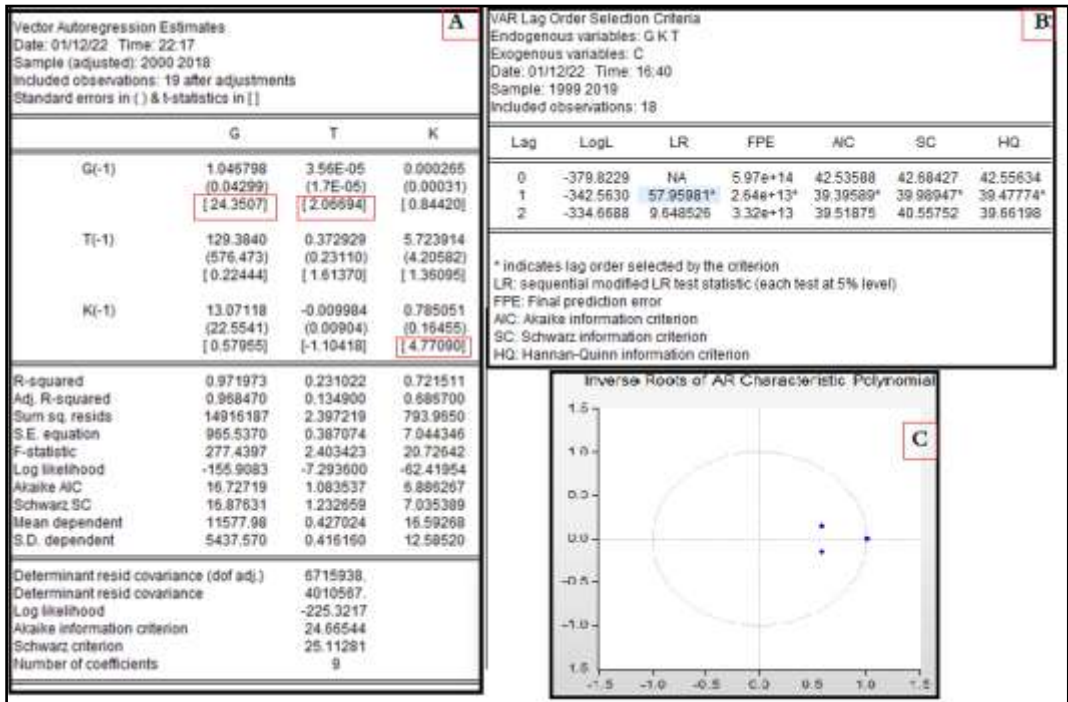 Vector Autoregression Estimates
A
Date: 01/12/22 Time: 22:17
Sample (adjusted): 2000 2018
Included observations: 19 after adjustments
Standard errors in ( ) & t-statistics in [ ]
G T K
G(-1) 1.046798 3.56E-05 0.000265
(0.04299) (1.7E-05) (0.00031)
[ 24.3507] [ 2.06694] [ 0.84420]
T(-1) 129.3840 0.372929 5.723914
(576.473) (0.23110) (4.20582)
[ 0.22444] [ 1.61370] [ 1.36095]
K(-1) 13.07118 -0.009984 0.785051
(22.5541) (0.00904) (0.16455)
[ 0.57955] [-1.10418] [ 4.77090]
R-squared 0.971973 0.231022 0.721511
Adj. R-squared 0.968470 0.134900 0.686700
Sum sq. resids 14916187 2.397219 793.9650
S.E. equation 965.5370 0.387074 7.044346
F-statistic 277.4397 2.403423 20.72642
Log likelihood -155.9083 -7.293600 -62.41954
Akaike AIC 16.72719 1.083537 6.886267
Schwarz SC 16.87631 1.232659 7.035389
Mean dependent 11577.98 0.427024 16.59268
S.D. dependent 5437.570 0.416160 12.58520
Determinant resid covariance (dof adj.) 6715938.
Determinant resid covariance 4010567.
Log likelihood -225.3217
Akaike information criterion 24.66544
Schwarz criterion 25.11281
Number of coefficients 9
VAR Lag Order Selection Criteria
B
Endogenous variables: G K T
Exogenous variables: C
Date: 01/12/22 Time: 16:40
Sample: 1999 2019
Included observations: 18
Lag LogL LR FPE AIC SC HQ
0 -379.8229 NA 5.97e+14 42.53588 42.68427 42.55634
1 -342.5630 57.95981* 2.64e+13* 39.39589* 39.98947* 39.47774*
2 -334.6688 9.648526 3.32e+13 39.51875 40.55752 39.66198
* indicates lag order selected by the criterion
LR: sequential modified LR test statistic (each test at 5% level)
FPE: Final prediction error
AIC: Akaike information criterion
SC: Schwarz information criterion
HQ: Hannan-Quinn information criterion
Inverse Roots of AR Characteristic Polynomial
C
1.5
1.0
0.5
0.0
-0.5
-1.0
1.5
-1.5 -1.0 -0.5 0.0 0.5 1.0 1.5